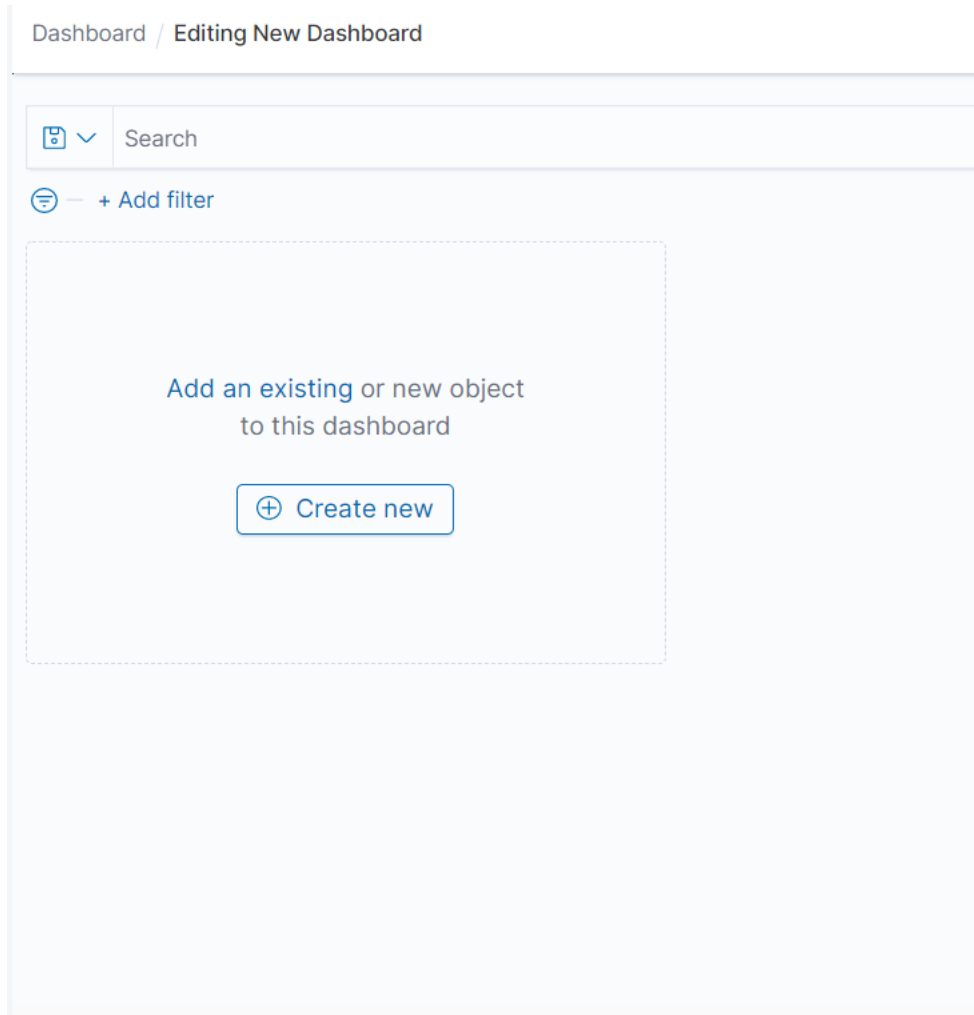 Dashboard / Editing New Dashboard
Search
+ Add filter
Add an existing or new object
to this dashboard
Create new